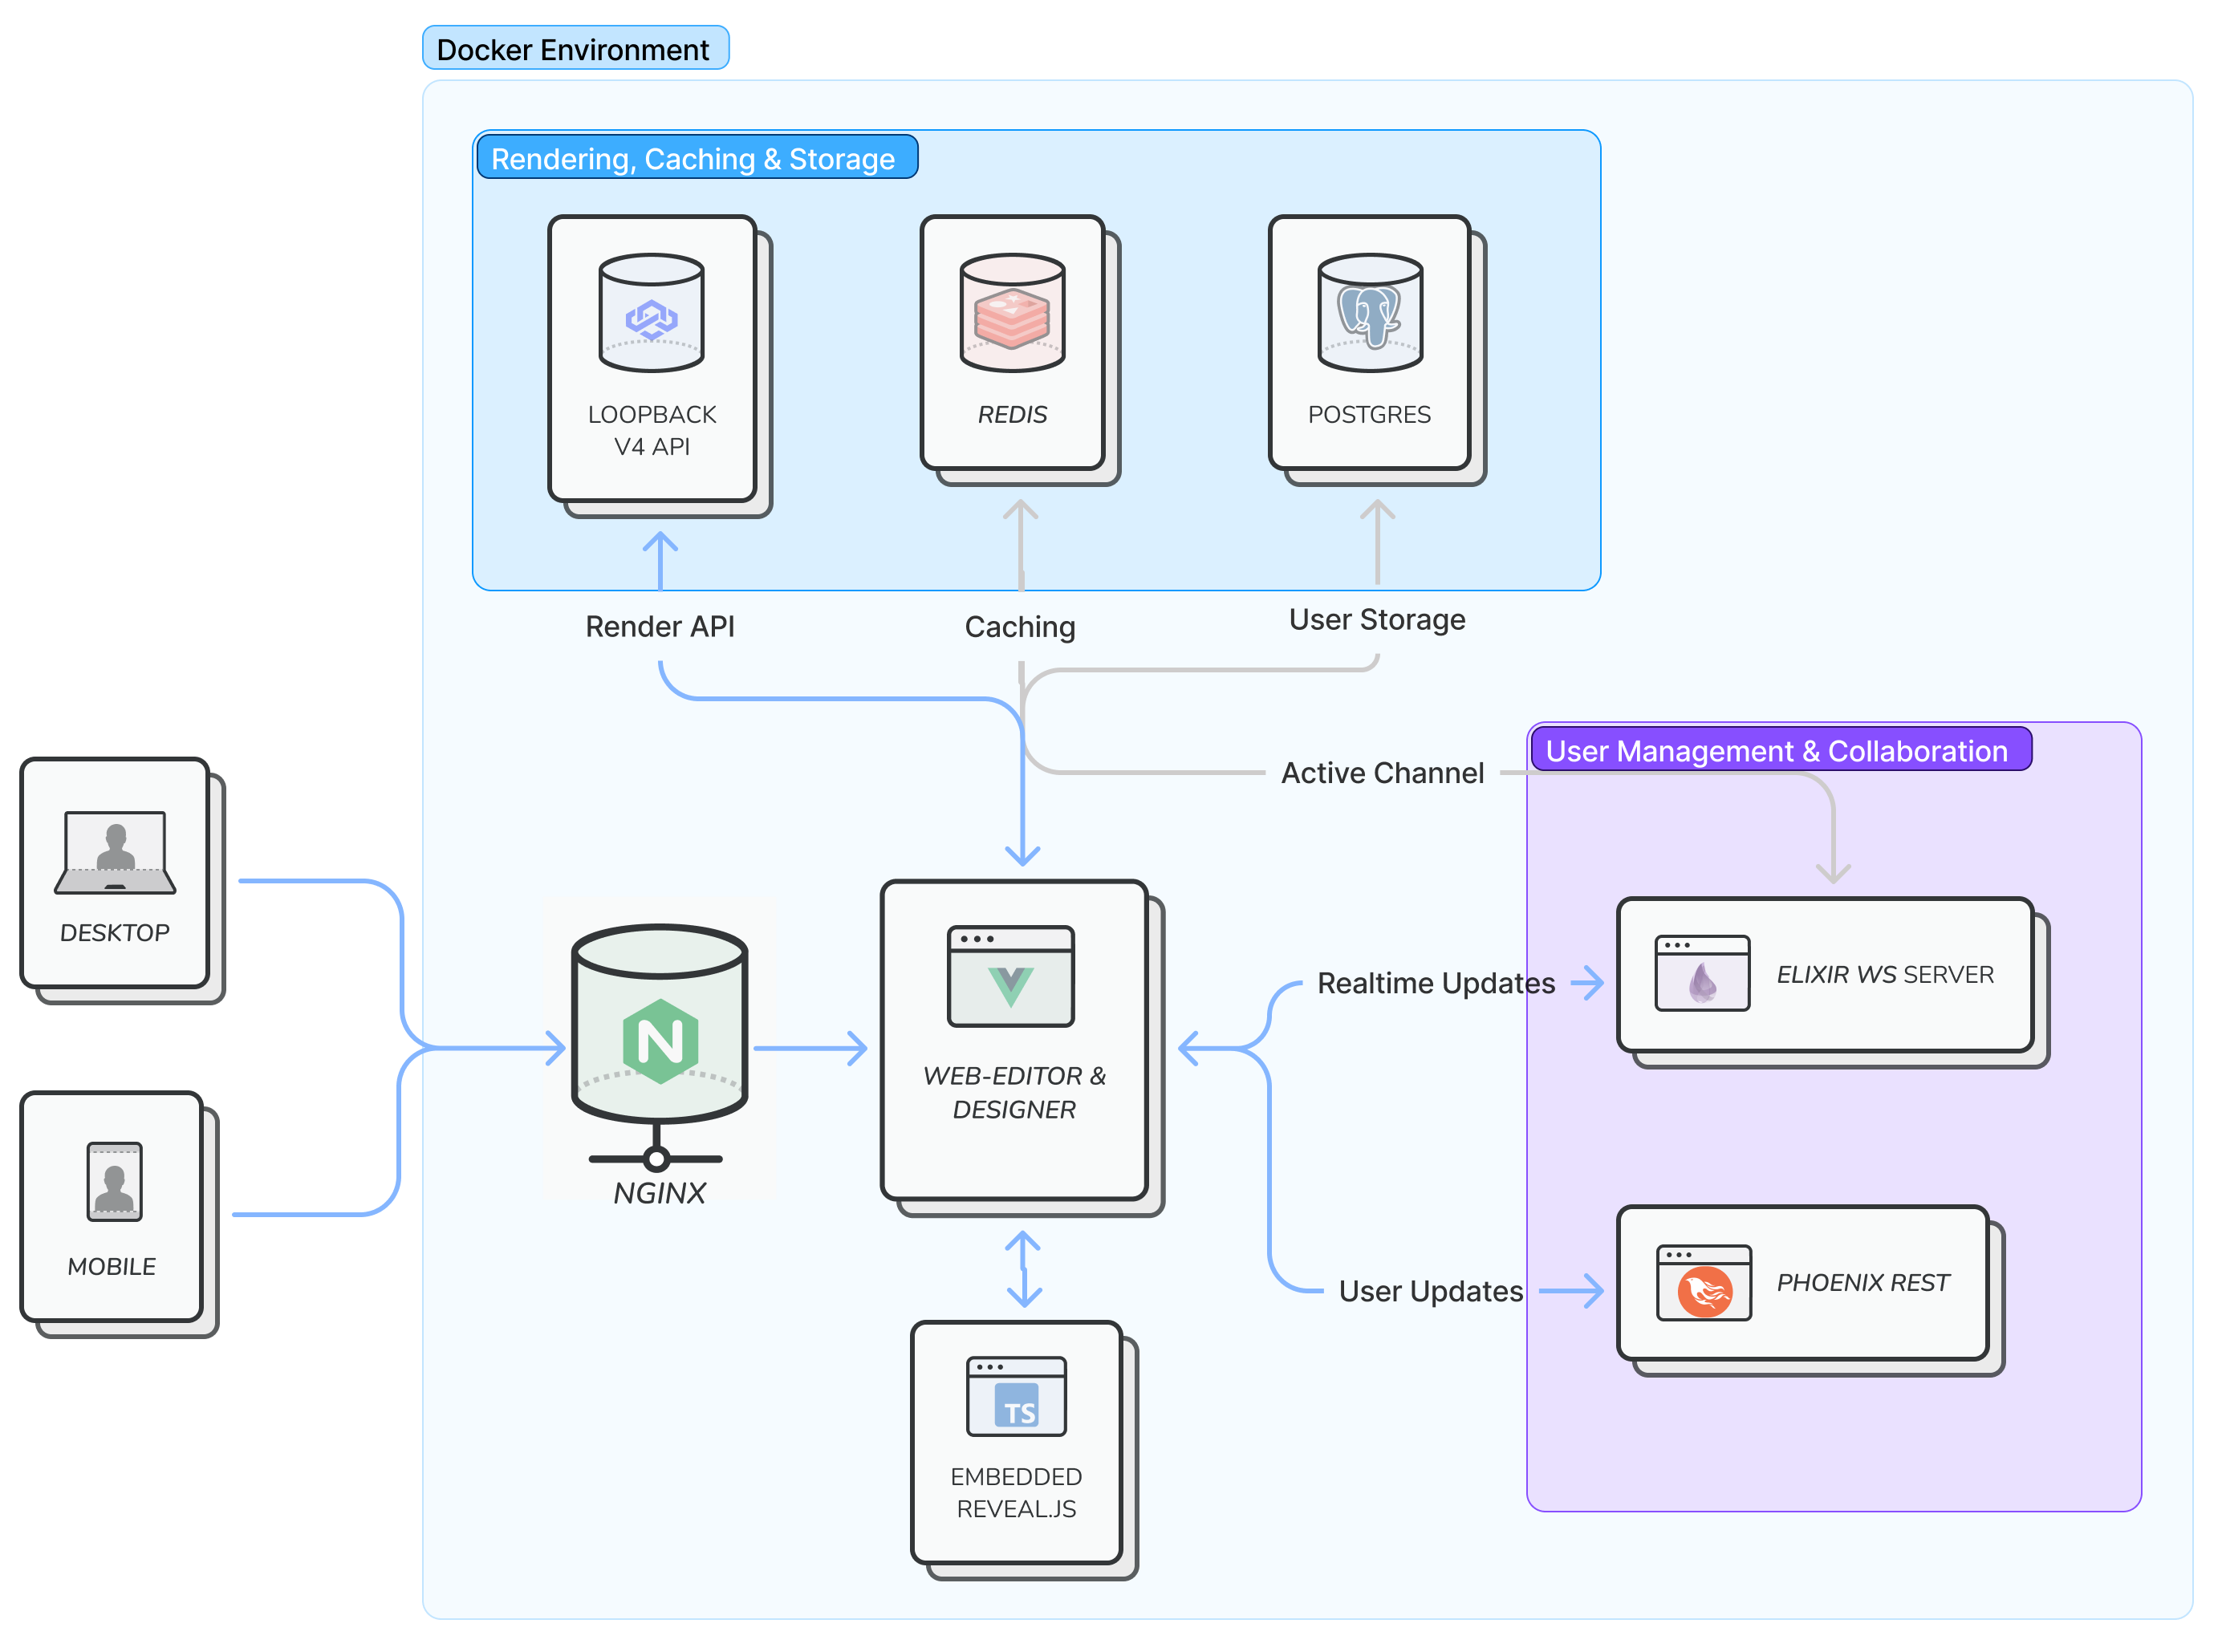 Docker Environment
Rendering, Caching & Storage
LOOPBACK
V4 API
REDIS
POSTGRES
Render API
Caching
User Storage
Active Channel
User Management & Collaboration
DESKTOP
MOBILE
N
NGINX
WEB-EDITOR &
DESIGNER
Realtime Updates
ELIXIR WS SERVER
User Updates
PHOENIX REST
TS
EMBEDDED
REVEAL.JS